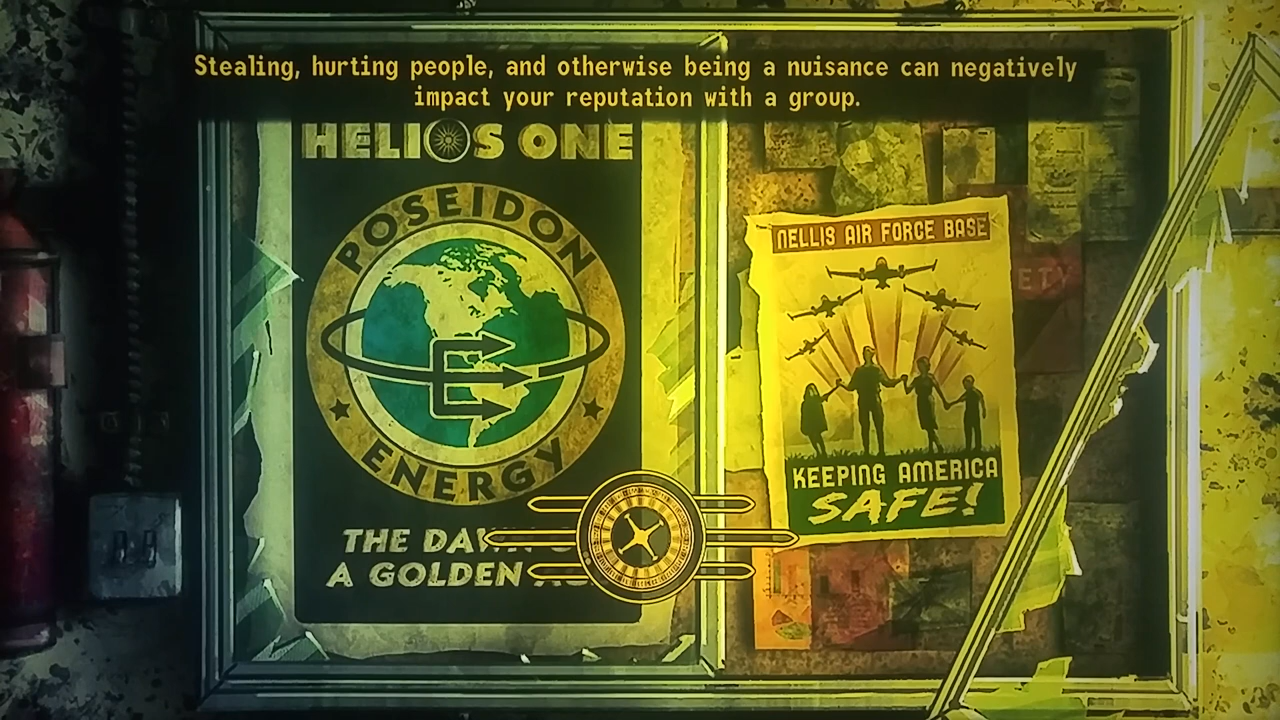 Stealing, hurting people, and otherwise being a nuisance can negatively
impact your reputation with a group.
HELIOS ONE
POSEIDON
ENERGY
THE DAWN
A GOLDEN
NELLIS AIR FORCE BASE
KEEPING AMERICA
SAFE!